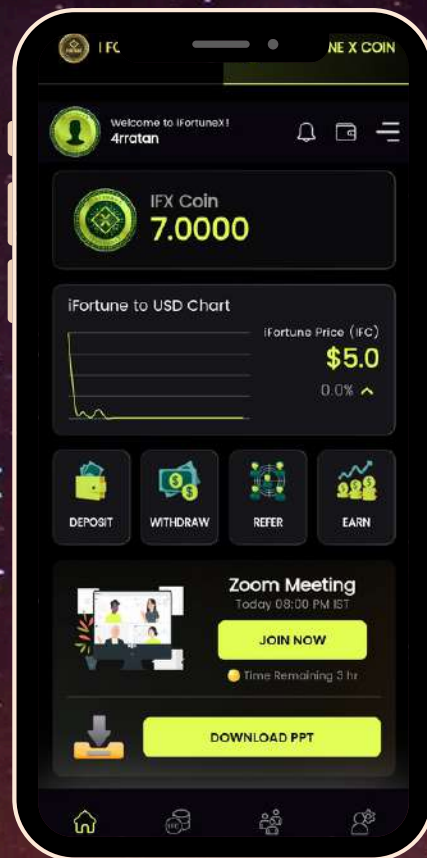 IFC
NE X COIN
Welcome to iFortuneX!
4rratan
IFX Coin
7.0000
iFortune to USD Chart
iFortune Price (IFC)
$5.0
0.0%
DEPOSIT
WITHDRAW
REFER
EARN
Zoom Meeting
Today 08:00 PM IST
JOIN NOW
Time Remaining 3 hr
DOWNLOAD PPT
IFC